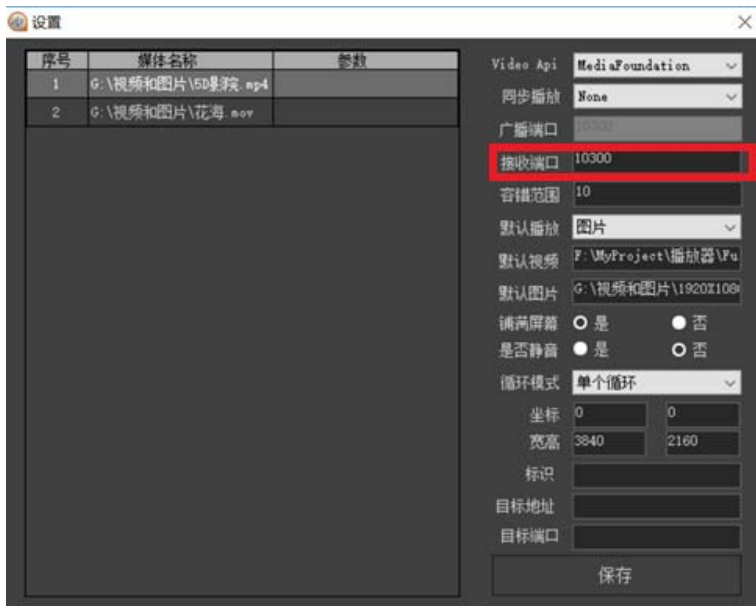 设置
序号 媒体名称 参数
1 G:\视频和图片\5D影院.mp4
2 G:\视频和图片\花海.mov
Video Api MediaFoundation
同步播放 None
广播端口 10300
接收端口 10300
容错范围 10
默认播放 图片
默认视频 F:\MyProject\播放器\Fu
默认图片 G:\视频和图片\1920X108
铺满屏幕 是 否
是否静音 是 否
循环模式 单个循环
坐标 0 0
宽高 3840 2160
标识
目标地址
目标端口
保存